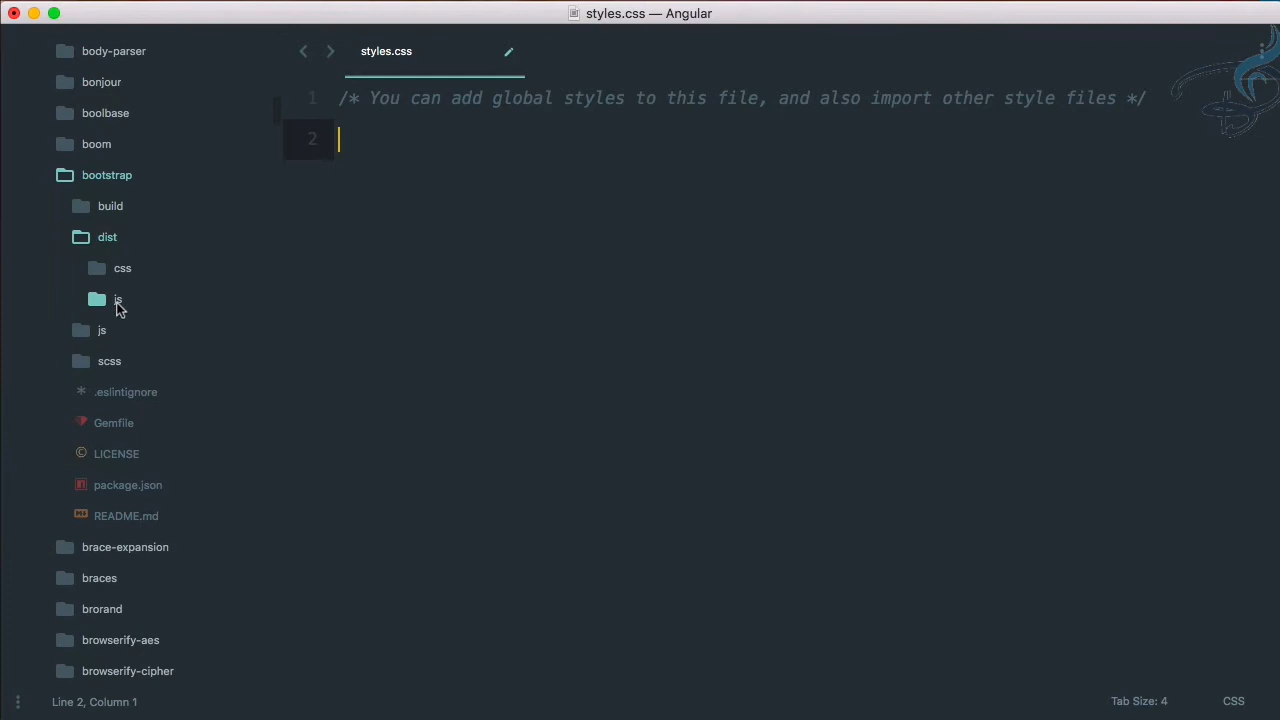 styles.css — Angular
body-parser
bonjour
boolbase
boom
bootstrap
build
dist
css
js
js
scss
.eslintignore
Gemfile
LICENSE
package.json
README.md
brace-expansion
braces
brorand
browserify-aes
browserify-cipher
styles.css
1 /* You can add global styles to this file, and also import other style files */
2
Line 2, Column 1
Tab Size: 4
CSS